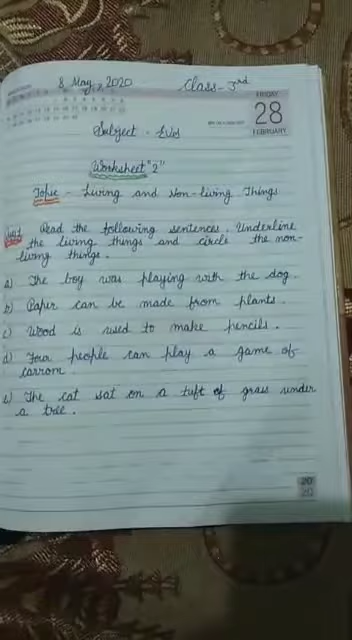 8 May, 2020 Class - 3rd
FRIDAY
28
FEBRUARY
Subject - EVS
Worksheet "2"
Topic - Living and Non-living Things
Read the following sentences. Underline
the living things and circle the non-
living things.
a) The boy was playing with the dog.
b) Paper can be made from plants.
c) Wood is used to make pencils.
d) Four people can play a game of
carrom.
e) The cat sat on a tuft of grass under
a tree.
20
20